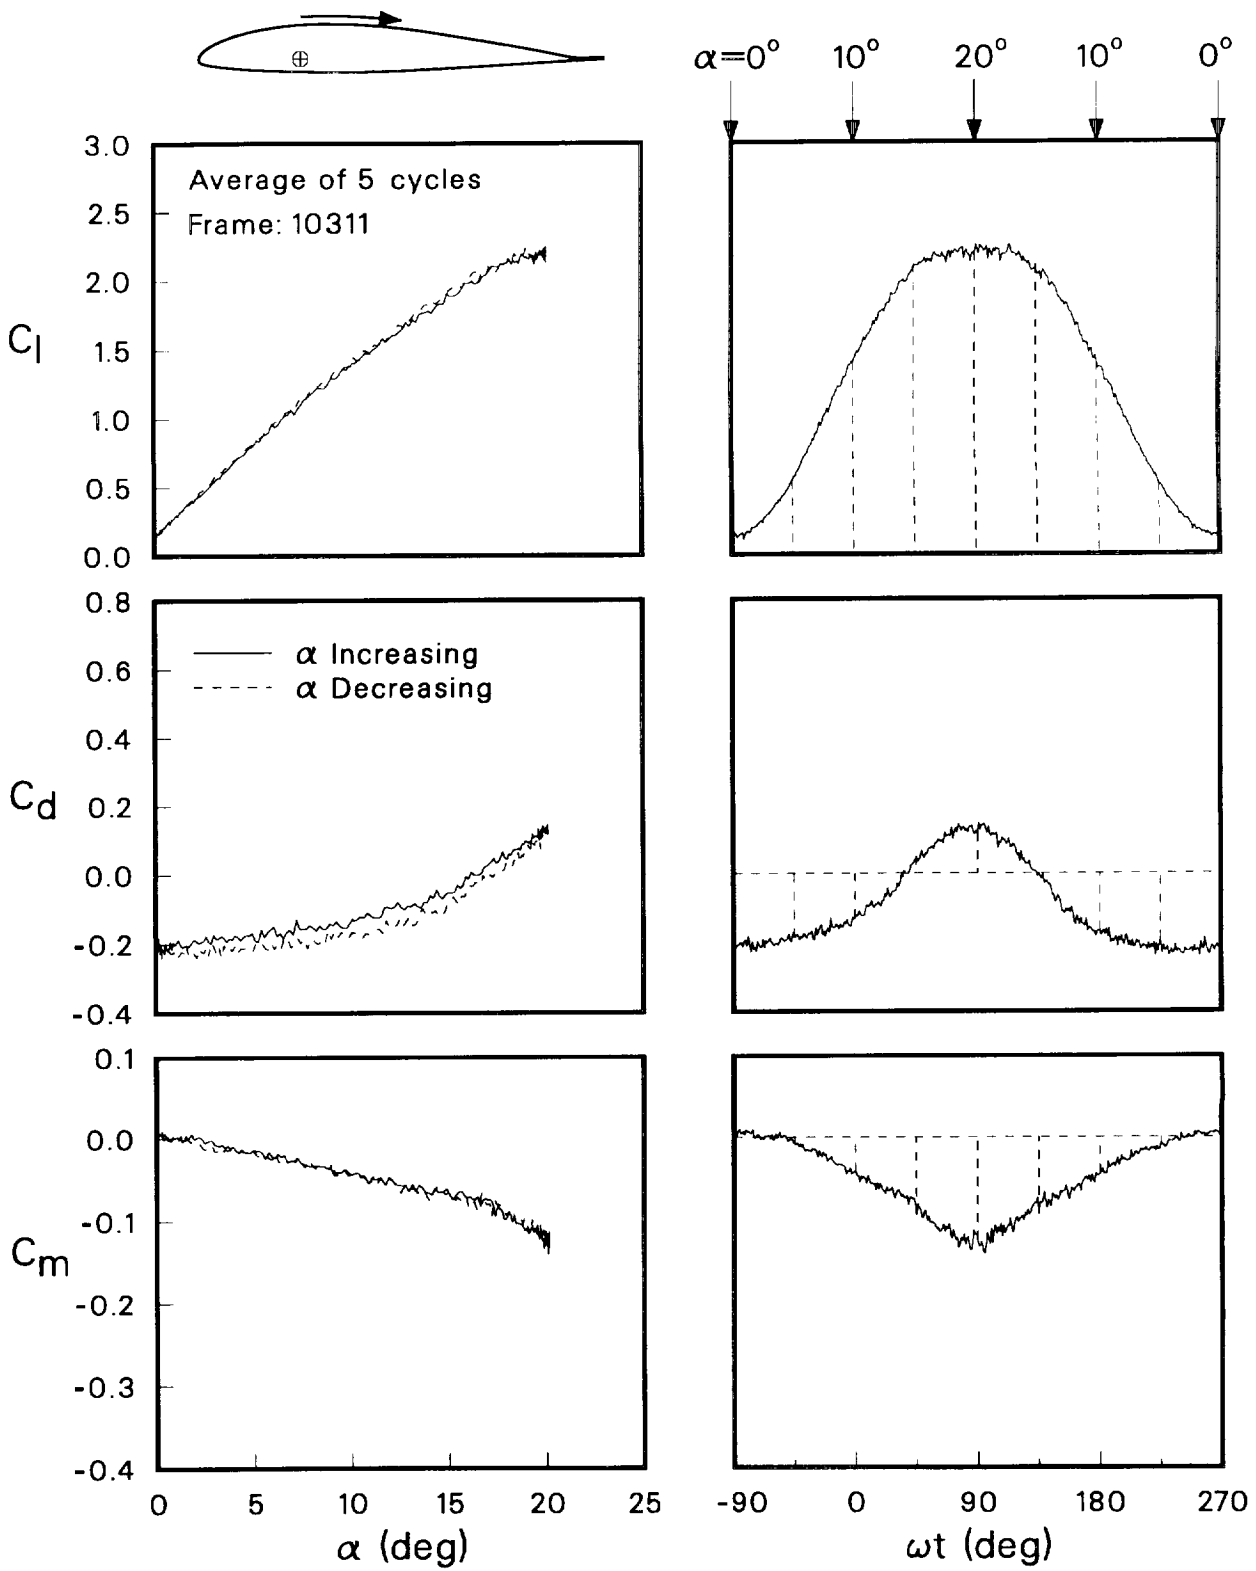 α=0° 10° 20° 10° 0°
3.0
Average of 5 cycles
2.5
Frame: 10311
2.0
Cl
1.5
1.0
0.5
0.0
0.8
α Increasing
0.6
α Decreasing
0.4
Cd
0.2
0.0
-0.2
-0.4
0.1
0.0
-0.1
Cm
-0.2
-0.3
-0.4
0 5 10 15 20 25
α (deg)
-90 0 90 180 270
ωt (deg)